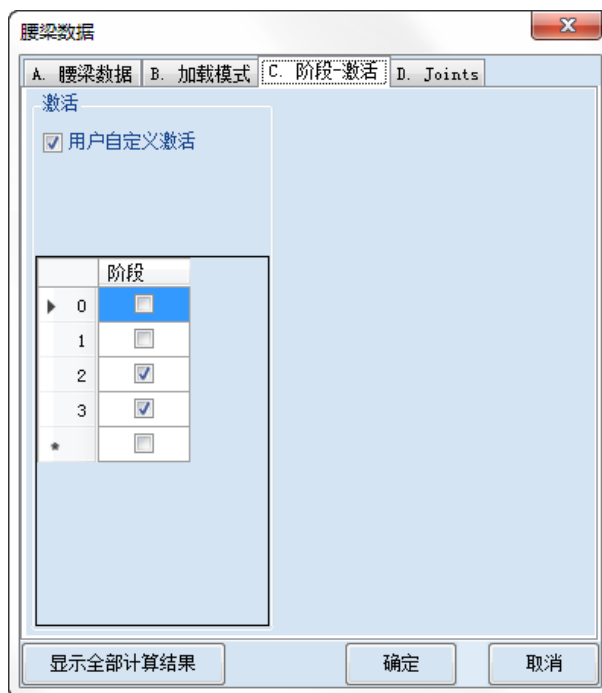 腰梁数据
A. 腰梁数据 B. 加载模式 C. 阶段-激活 D. Joints
激活
用户自定义激活
阶段
0
1
2
3
*
显示全部计算结果 确定 取消